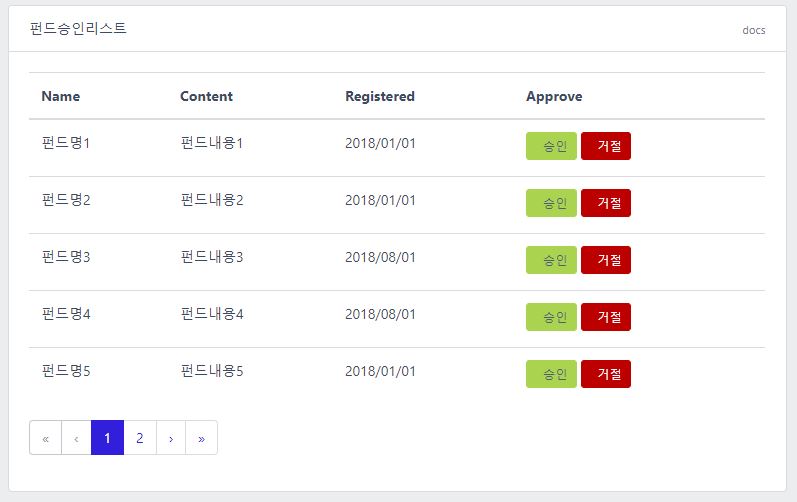 펀드승인리스트 docs
Name Content Registered Approve
펀드명1 펀드내용1 2018/01/01 승인 거절
펀드명2 펀드내용2 2018/01/01 승인 거절
펀드명3 펀드내용3 2018/08/01 승인 거절
펀드명4 펀드내용4 2018/08/01 승인 거절
펀드명5 펀드내용5 2018/01/01 승인 거절
« ‹ 1 2 › »